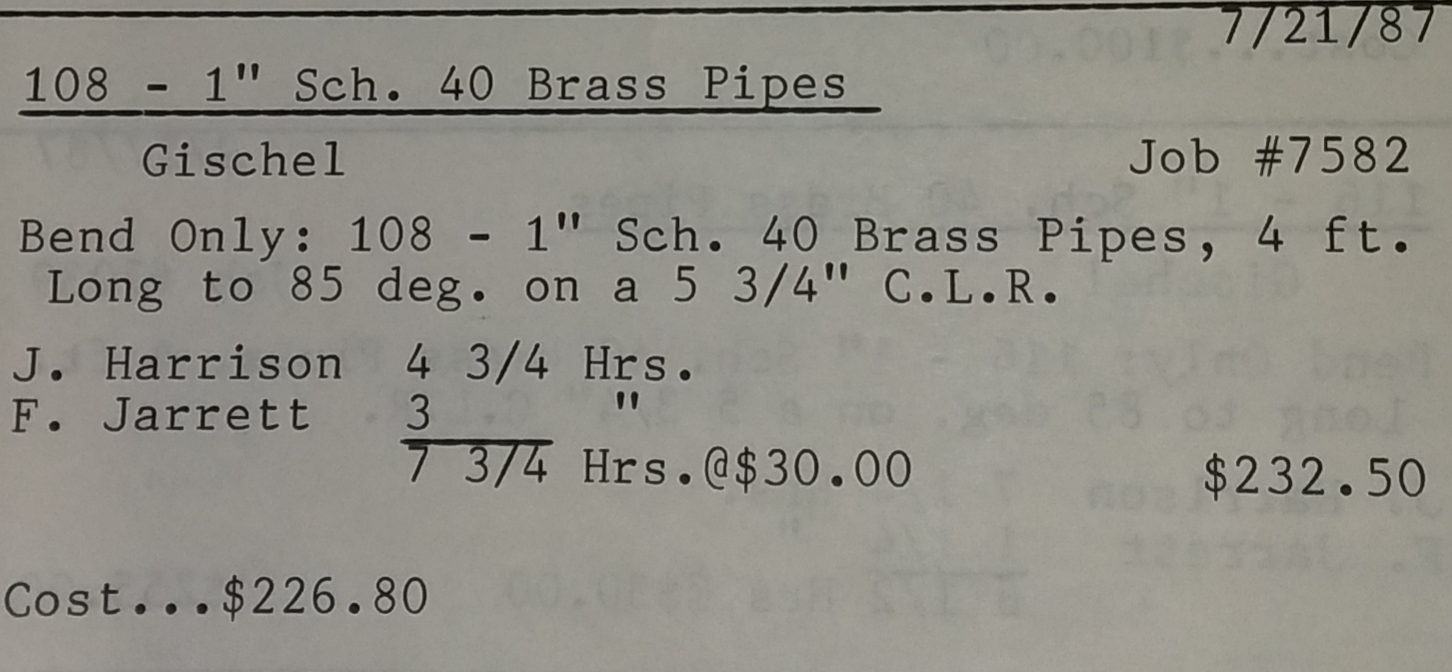 7/21/87
108 - 1" Sch. 40 Brass Pipes
Gischel Job #7582
Bend Only: 108 - 1" Sch. 40 Brass Pipes, 4 ft.
Long to 85 deg. on a 5 3/4" C.L.R.
J. Harrison 4 3/4 Hrs.
F. Jarrett 3 "
7 3/4 Hrs.@$30.00 $232.50
Cost...$226.80